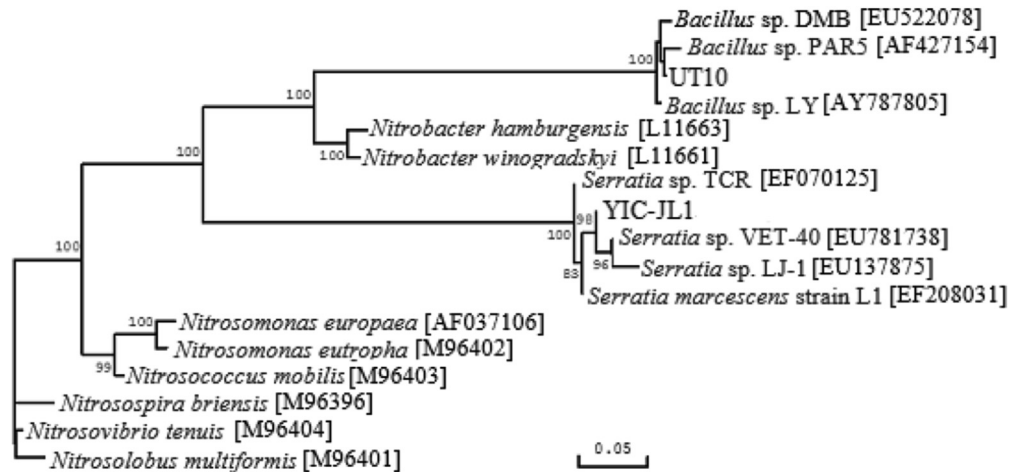 Bacillus sp. DMB [EU522078]
Bacillus sp. PAR5 [AF427154]
100
UT10
100
Bacillus sp. LY [AY787805]
Nitrobacter hamburgensis [L11663]
100
100
Nitrobacter winogradskyi [L11661]
Serratia sp. TCR [EF070125]
98
YIC-JL1
100
Serratia sp. VET-40 [EU781738]
100
96
Serratia sp. LJ-1 [EU137875]
83
Serratia marcescens strain L1 [EF208031]
100
Nitrosomonas europaea [AF037106]
Nitrosomonas eutropha [M96402]
99
Nitrosococcus mobilis [M96403]
Nitrosospira briensis [M96396]
Nitrosovibrio tenuis [M96404]
0.05
Nitrosolobus multiformis [M96401]